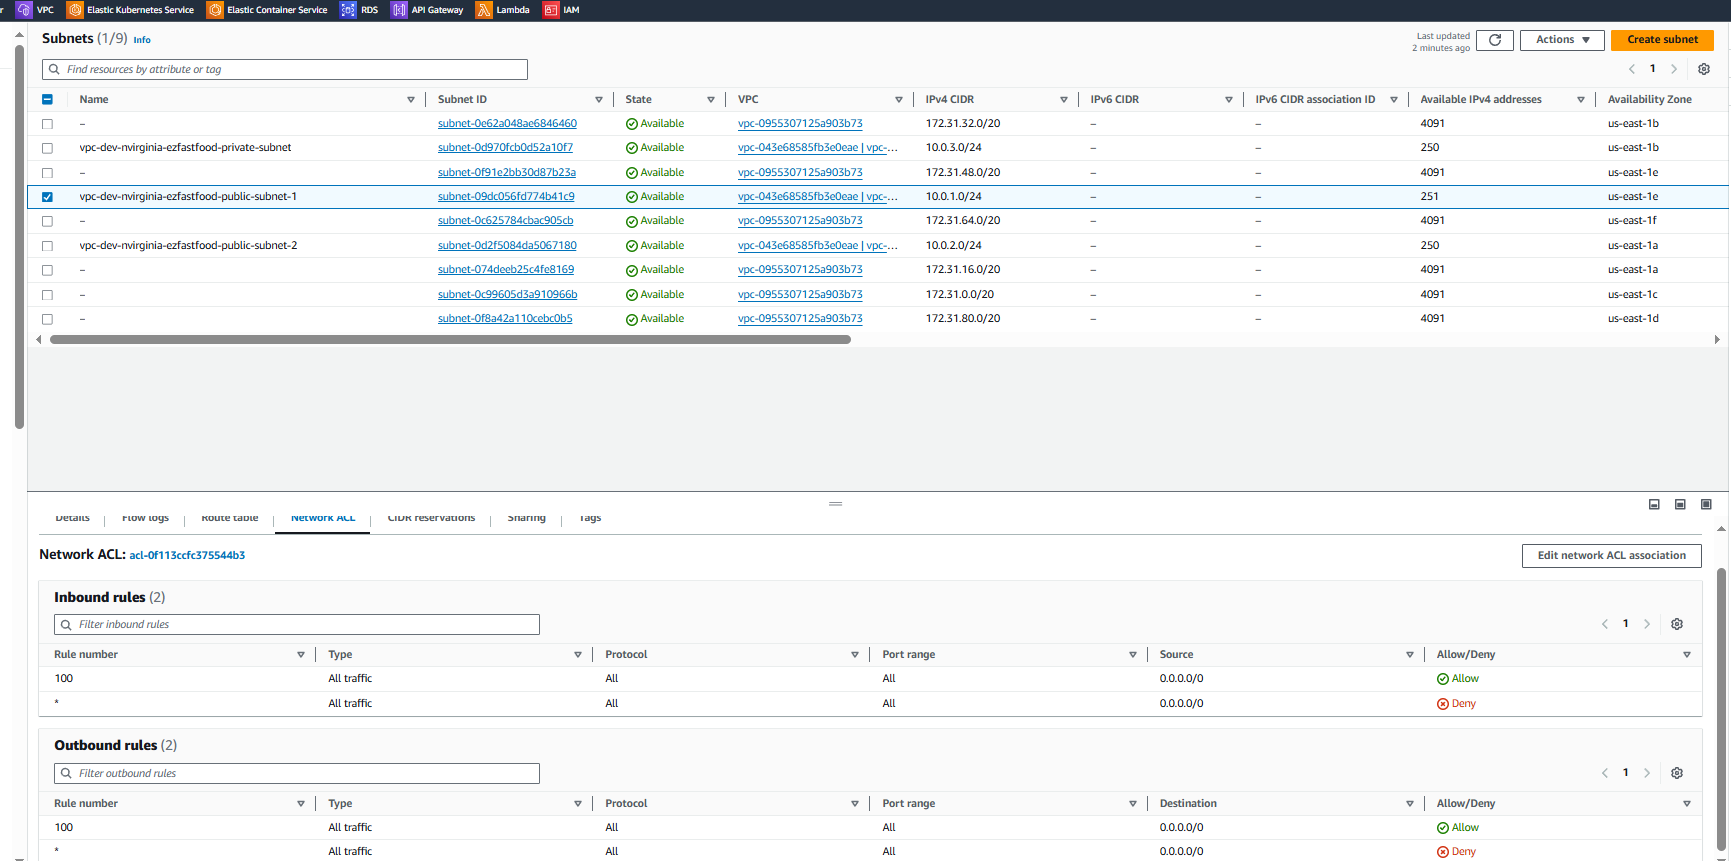 VPC Elastic Kubernetes Service Elastic Container Service RDS API Gateway Lambda IAM
Subnets (1/9) Info
Last updated
2 minutes ago
Actions
Create subnet
Find resources by attribute or tag
1
Name Subnet ID State VPC IPv4 CIDR IPv6 CIDR IPv6 CIDR association ID Available IPv4 addresses Availability Zone
– subnet-0e62a048ae6846460 Available vpc-0955307125a903b73 172.31.32.0/20 – – 4091 us-east-1b
vpc-dev-nvirginia-ezfastfood-private-subnet subnet-0d970fcb0d52a10f7 Available vpc-043e68585fb3e0eae | vpc-... 10.0.3.0/24 – – 250 us-east-1b
– subnet-0f91e2bb30d87b23a Available vpc-0955307125a903b73 172.31.48.0/20 – – 4091 us-east-1e
vpc-dev-nvirginia-ezfastfood-public-subnet-1 subnet-09dc056fd774b41c9 Available vpc-043e68585fb3e0eae | vpc-... 10.0.1.0/24 – – 251 us-east-1e
– subnet-0c625784cbac905cb Available vpc-0955307125a903b73 172.31.64.0/20 – – 4091 us-east-1f
vpc-dev-nvirginia-ezfastfood-public-subnet-2 subnet-0d2f5084da5067180 Available vpc-043e68585fb3e0eae | vpc-... 10.0.2.0/24 – – 250 us-east-1a
– subnet-074deeb25c4fe8169 Available vpc-0955307125a903b73 172.31.16.0/20 – – 4091 us-east-1a
– subnet-0c99605d3a910966b Available vpc-0955307125a903b73 172.31.0.0/20 – – 4091 us-east-1c
– subnet-0f8a42a110cebc0b5 Available vpc-0955307125a903b73 172.31.80.0/20 – – 4091 us-east-1d
Details Flow logs Route table Network ACL CIDR reservations Sharing Tags
Network ACL: acl-0f113ccfc375544b3
Edit network ACL association
Inbound rules (2)
Filter inbound rules
1
Rule number Type Protocol Port range Source Allow/Deny
100 All traffic All All 0.0.0.0/0 Allow
* All traffic All All 0.0.0.0/0 Deny
Outbound rules (2)
Filter outbound rules
1
Rule number Type Protocol Port range Destination Allow/Deny
100 All traffic All All 0.0.0.0/0 Allow
* All traffic All All 0.0.0.0/0 Deny